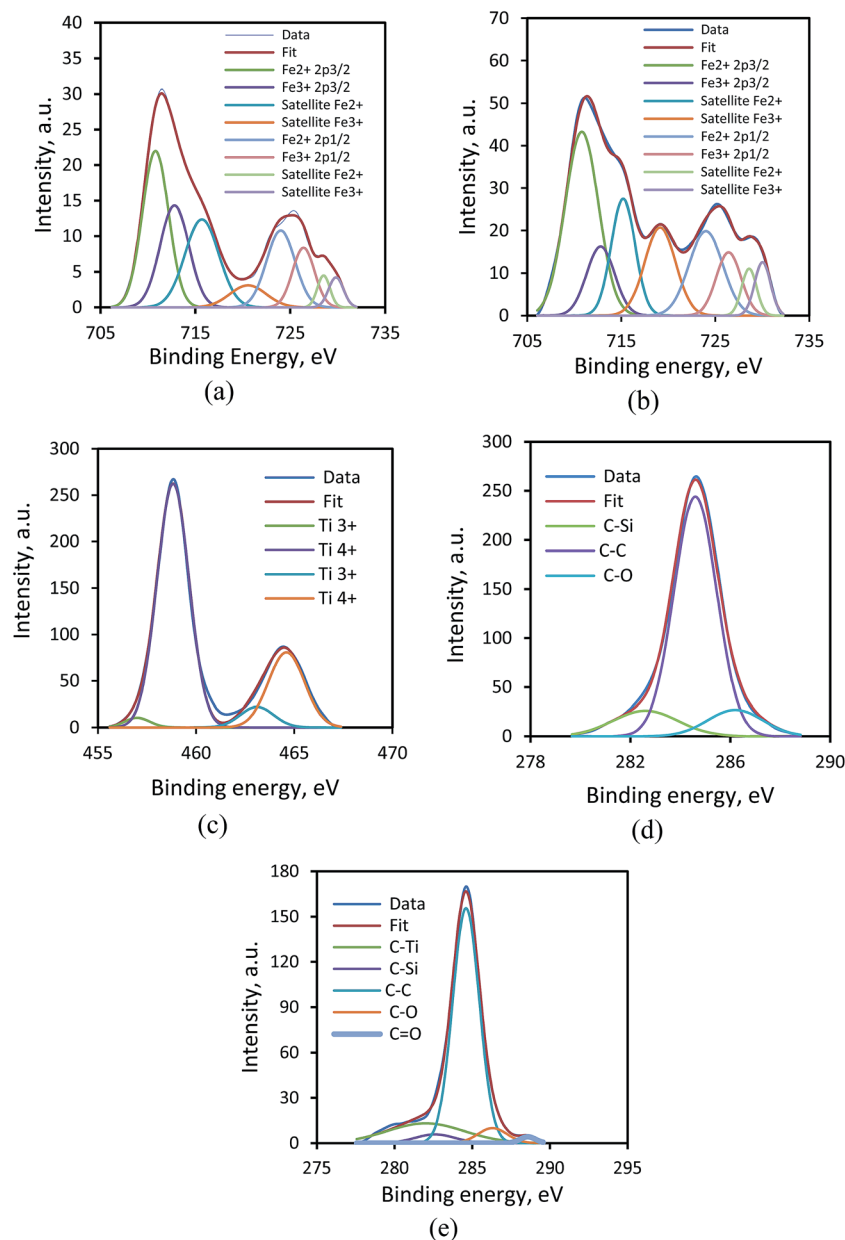 40
35
30
25
20
15
10
5
0
Intensity, a.u.
Data
Fit
Fe2+ 2p3/2
Fe3+ 2p3/2
Satellite Fe2+
Satellite Fe3+
Fe2+ 2p1/2
Fe3+ 2p1/2
Satellite Fe2+
Satellite Fe3+
705 715 725 735
Binding Energy, eV
(a)
70
60
50
40
30
20
10
0
Intensity, a.u.
Data
Fit
Fe2+ 2p3/2
Fe3+ 2p3/2
Satellite Fe2+
Satellite Fe3+
Fe2+ 2p1/2
Fe3+ 2p1/2
Satellite Fe2+
Satellite Fe3+
705 715 725 735
Binding energy, eV
(b)
300
250
200
150
100
50
0
Intensity, a.u.
Data
Fit
Ti 3+
Ti 4+
Ti 3+
Ti 4+
455 460 465 470
Binding energy, eV
(c)
300
250
200
150
100
50
0
Intensity, a.u.
Data
Fit
C-Si
C-C
C-O
278 282 286 290
Binding energy, eV
(d)
180
150
120
90
60
30
0
Intensity, a.u.
Data
Fit
C-Ti
C-Si
C-C
C-O
C=O
275 280 285 290 295
Binding energy, eV
(e)